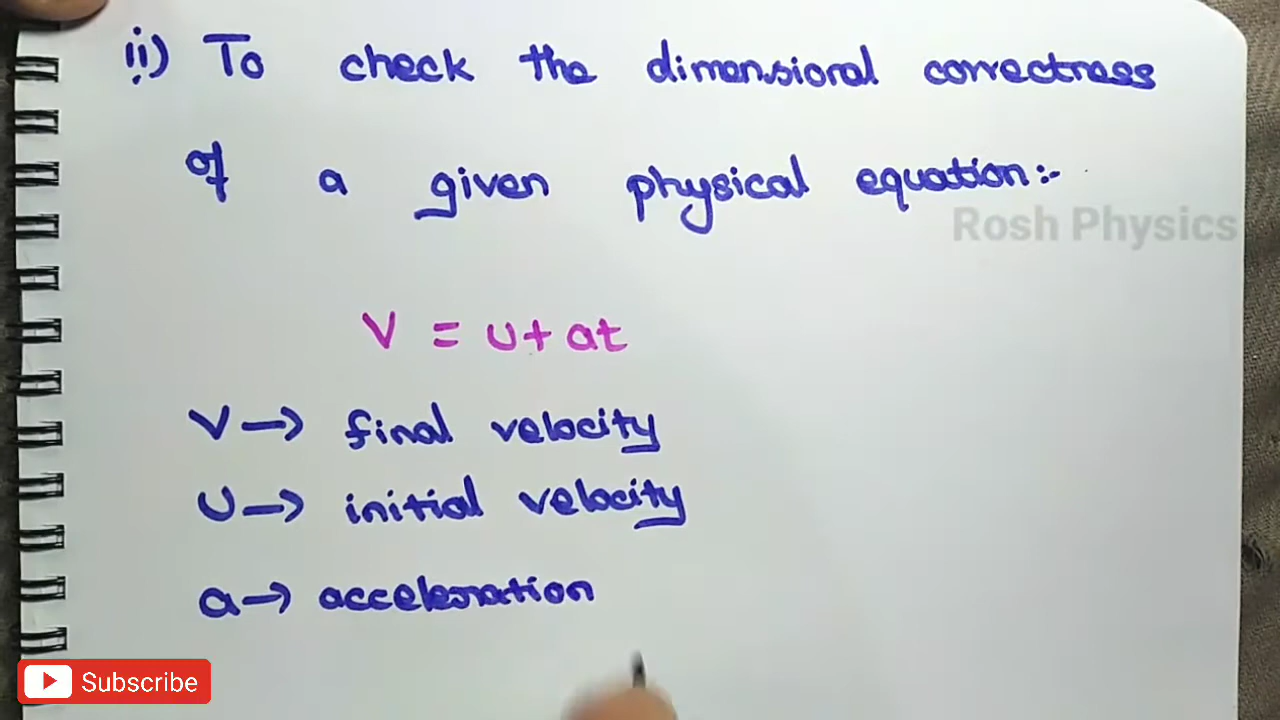 ii) To check the dimensional correctness
of a given physical equation:-
Rosh Physics
V = u + at
V → final velocity
u → initial velocity
a → acceleration
Subscribe